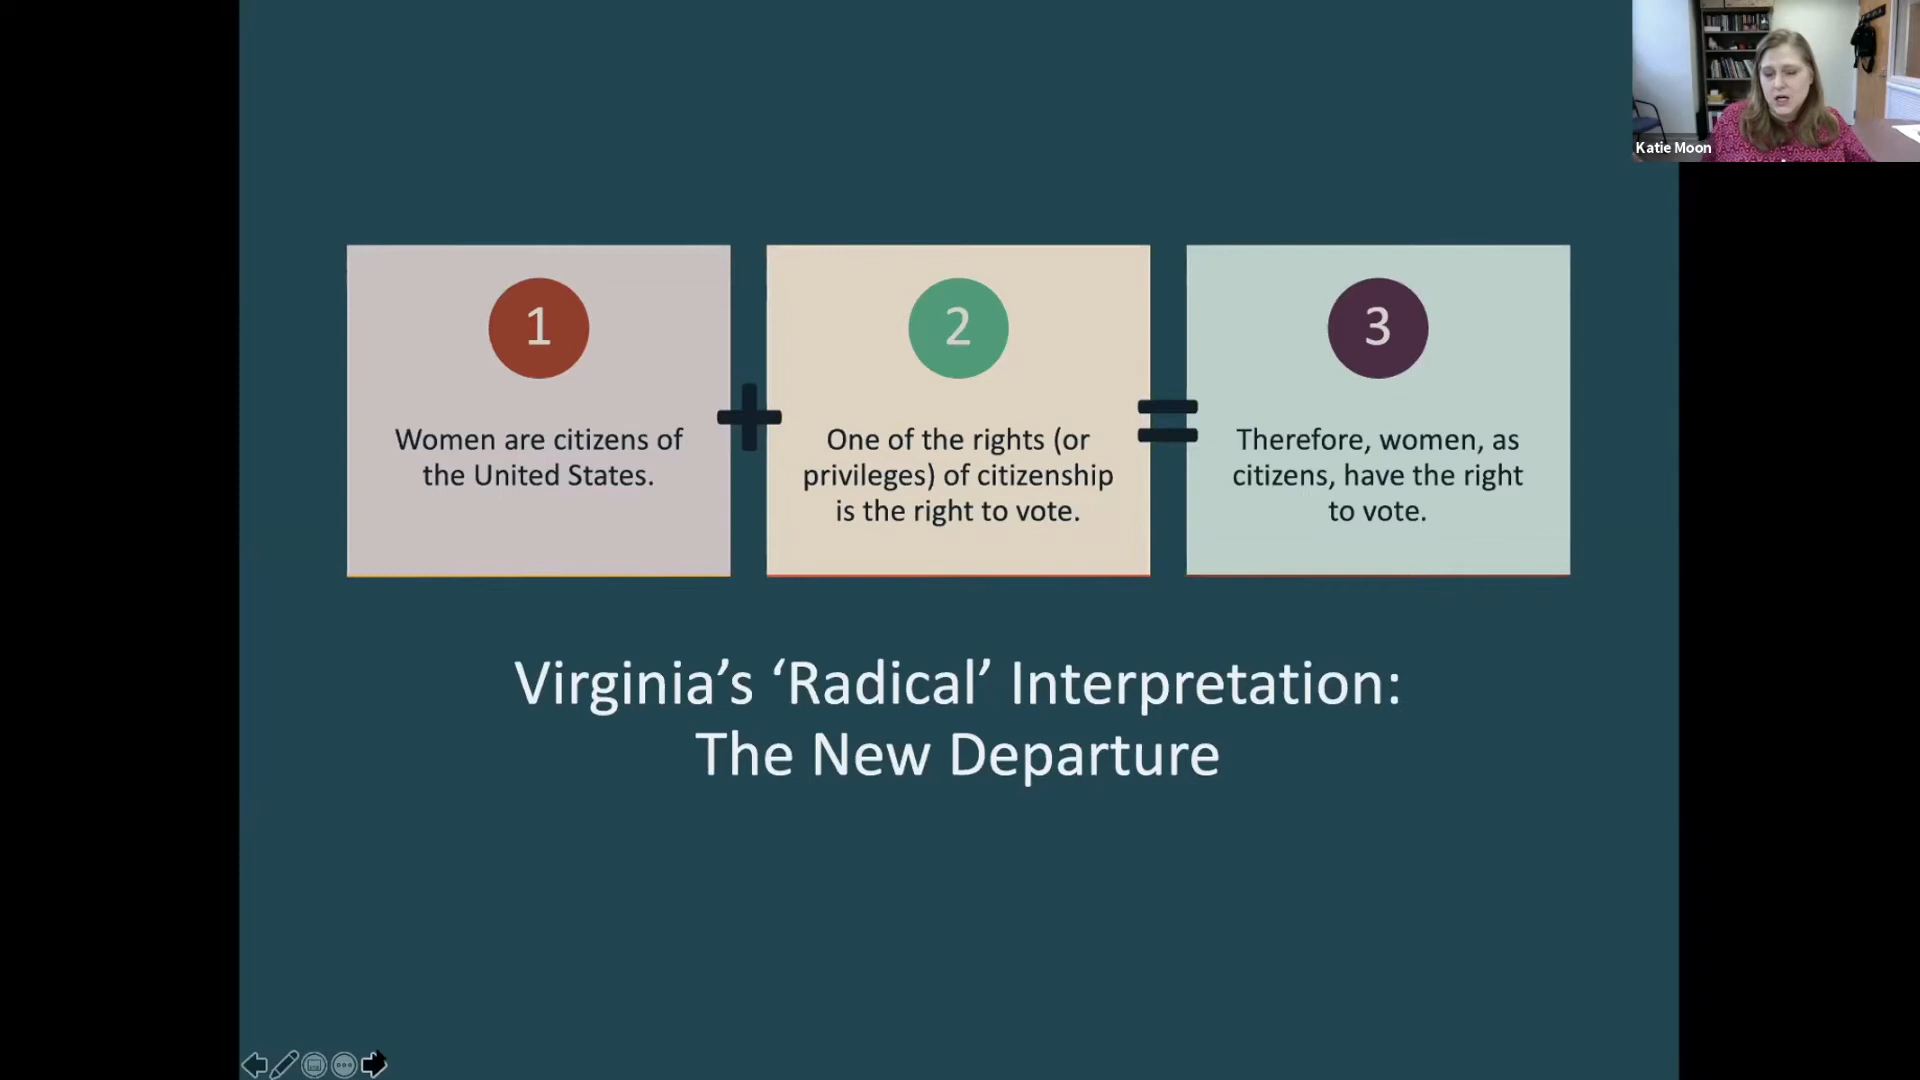 Katie Moon
1
Women are citizens of
the United States.
+
2
One of the rights (or
privileges) of citizenship
is the right to vote.
=
3
Therefore, women, as
citizens, have the right
to vote.
Virginia’s ‘Radical’ Interpretation:
The New Departure